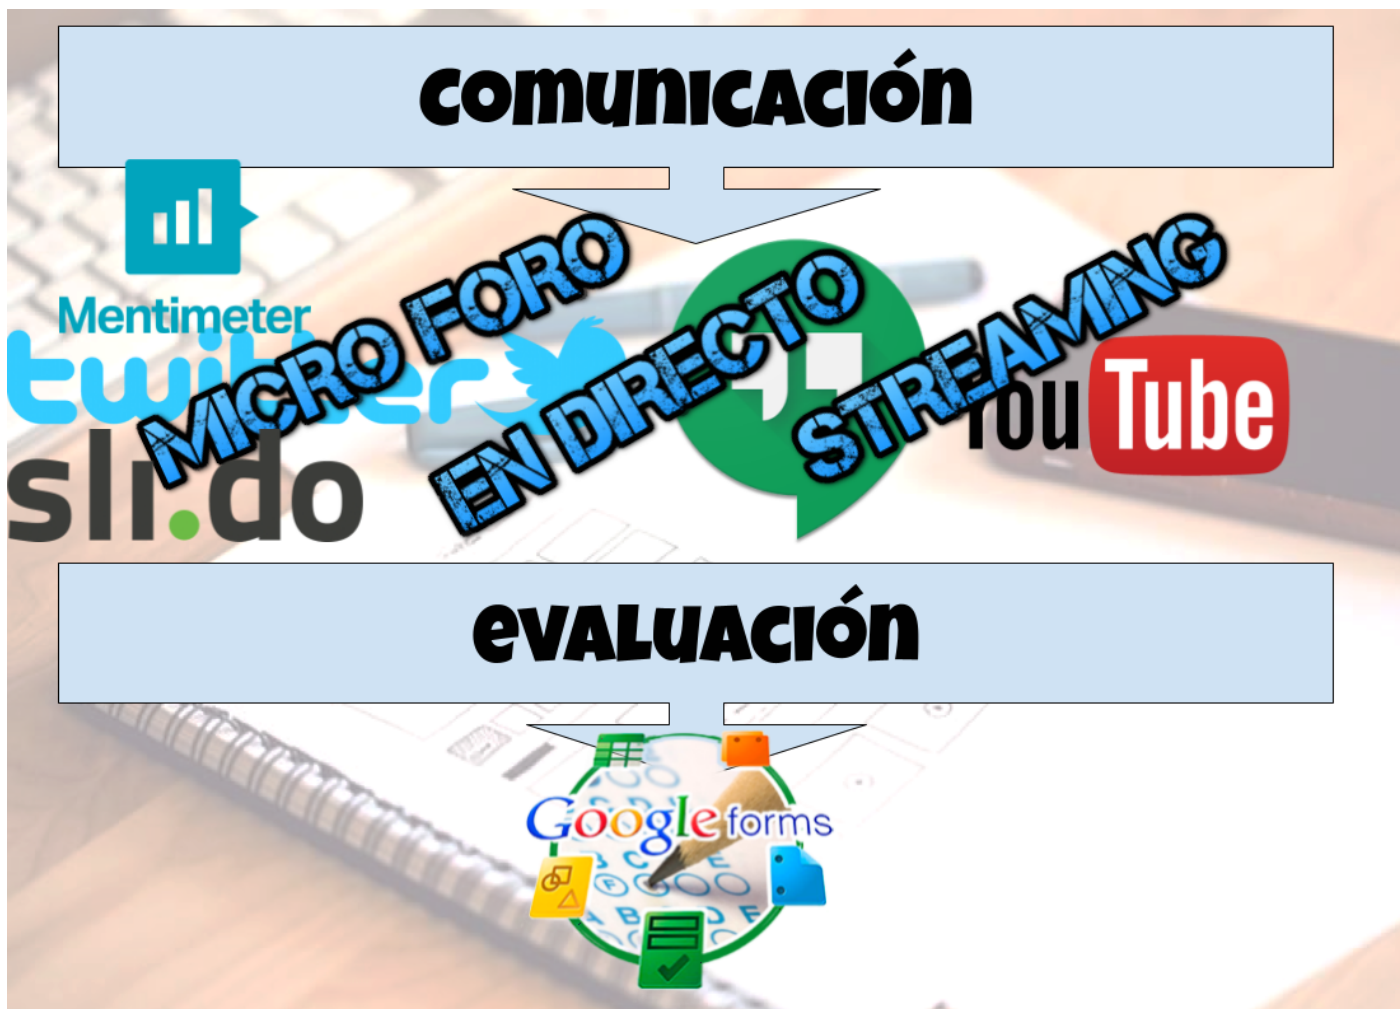 comunicación
Mentimeter
twitter
sli.do
MICRO FORO
EN DIRECTO
STREAMING
YouTube
evaluación
Google forms